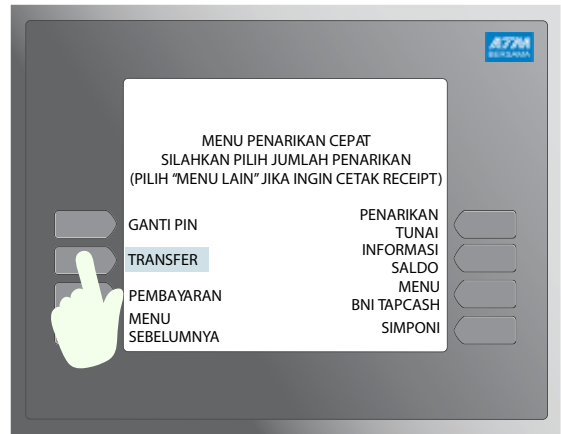 ATM
BERSAMA
MENU PENARIKAN CEPAT
SILAHKAN PILIH JUMLAH PENARIKAN
(PILIH “MENU LAIN” JIKA INGIN CETAK RECEIPT)
GANTI PIN
TRANSFER
PEMBAYARAN
MENU
SEBELUMNYA
PENARIKAN
TUNAI
INFORMASI
SALDO
MENU
BNI TAPCASH
SIMPONI